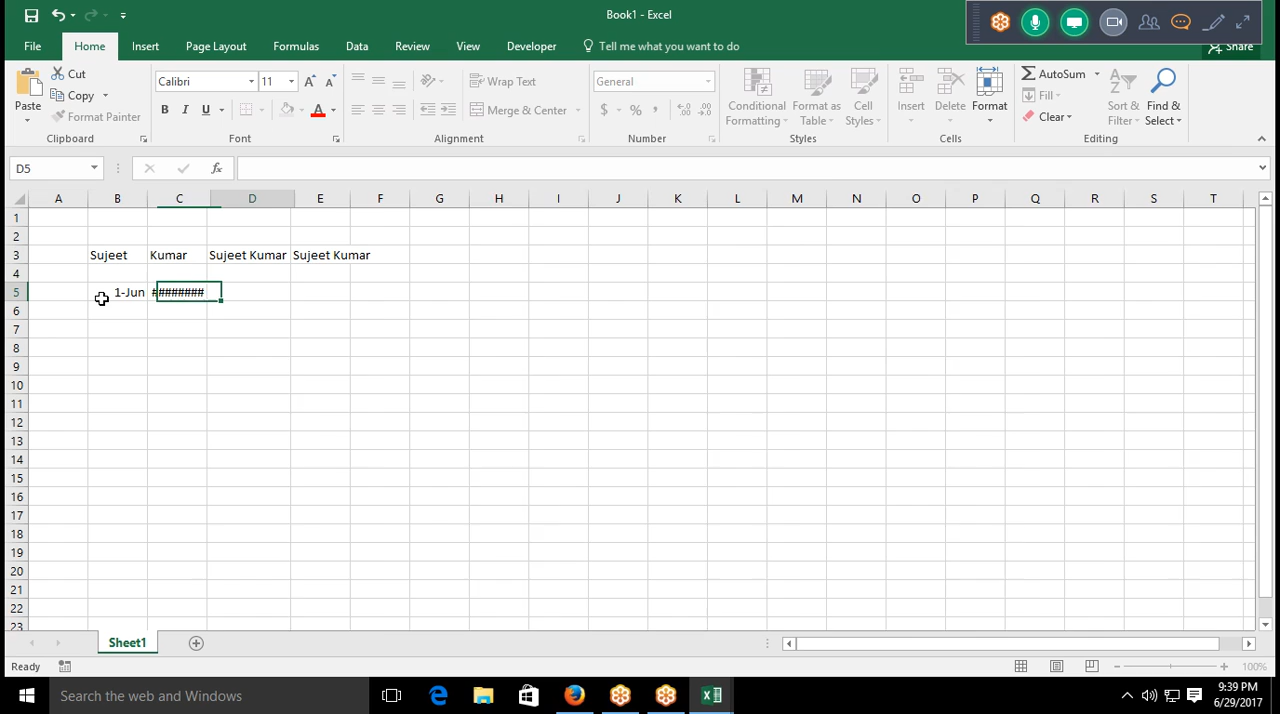 Book1 - Excel
File Home Insert Page Layout Formulas Data Review View Developer Tell me what you want to do Share
Paste
Cut
Copy
Format Painter
Clipboard
Calibri 11
B I U
Font
Wrap Text
Merge & Center
Alignment
General
$ % ,
Number
Conditional Formatting
Format as Table
Cell Styles
Styles
Insert
Delete
Format
Cells
AutoSum
Fill
Clear
Sort & Filter
Find & Select
Editing
D5 fx
A B C D E F G H I J K L M N O P Q R S T
1
2
3 Sujeet Kumar Sujeet Kumar Sujeet Kumar
4
5 1-Jun ########
6
7
8
9
10
11
12
13
14
15
16
17
18
19
20
21
22
23
Sheet1
Ready 100%
Search the web and Windows
9:39 PM
6/29/2017